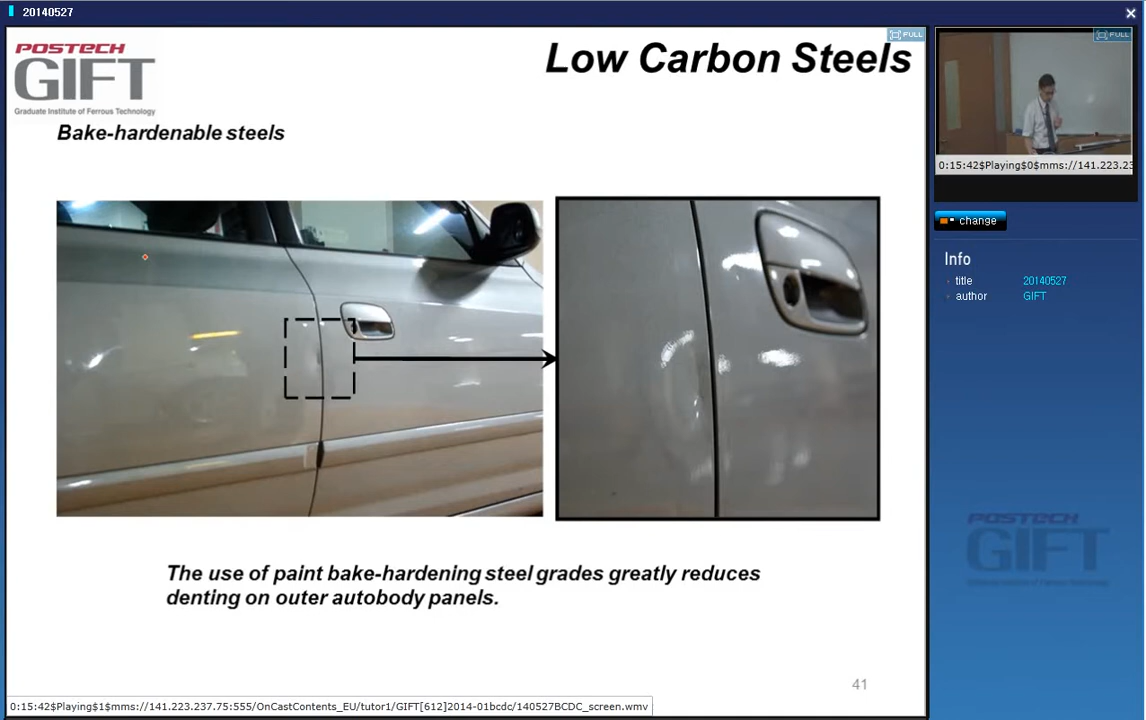 20140527
FULL
POSTECH
GIFT
Graduate Institute of Ferrous Technology
Low Carbon Steels
Bake-hardenable steels
The use of paint bake-hardening steel grades greatly reduces
denting on outer autobody panels.
41
0:15:42$Playing$1$mms://141.223.237.75:555/OnCastContents_EU/tutor1/GIFT[612]2014-01bcdc/140527BCDC_screen.wmv
FULL
0:15:42$Playing$0$mms://141.223.23
change
Info
title 20140527
author GIFT
POSTECH
GIFT